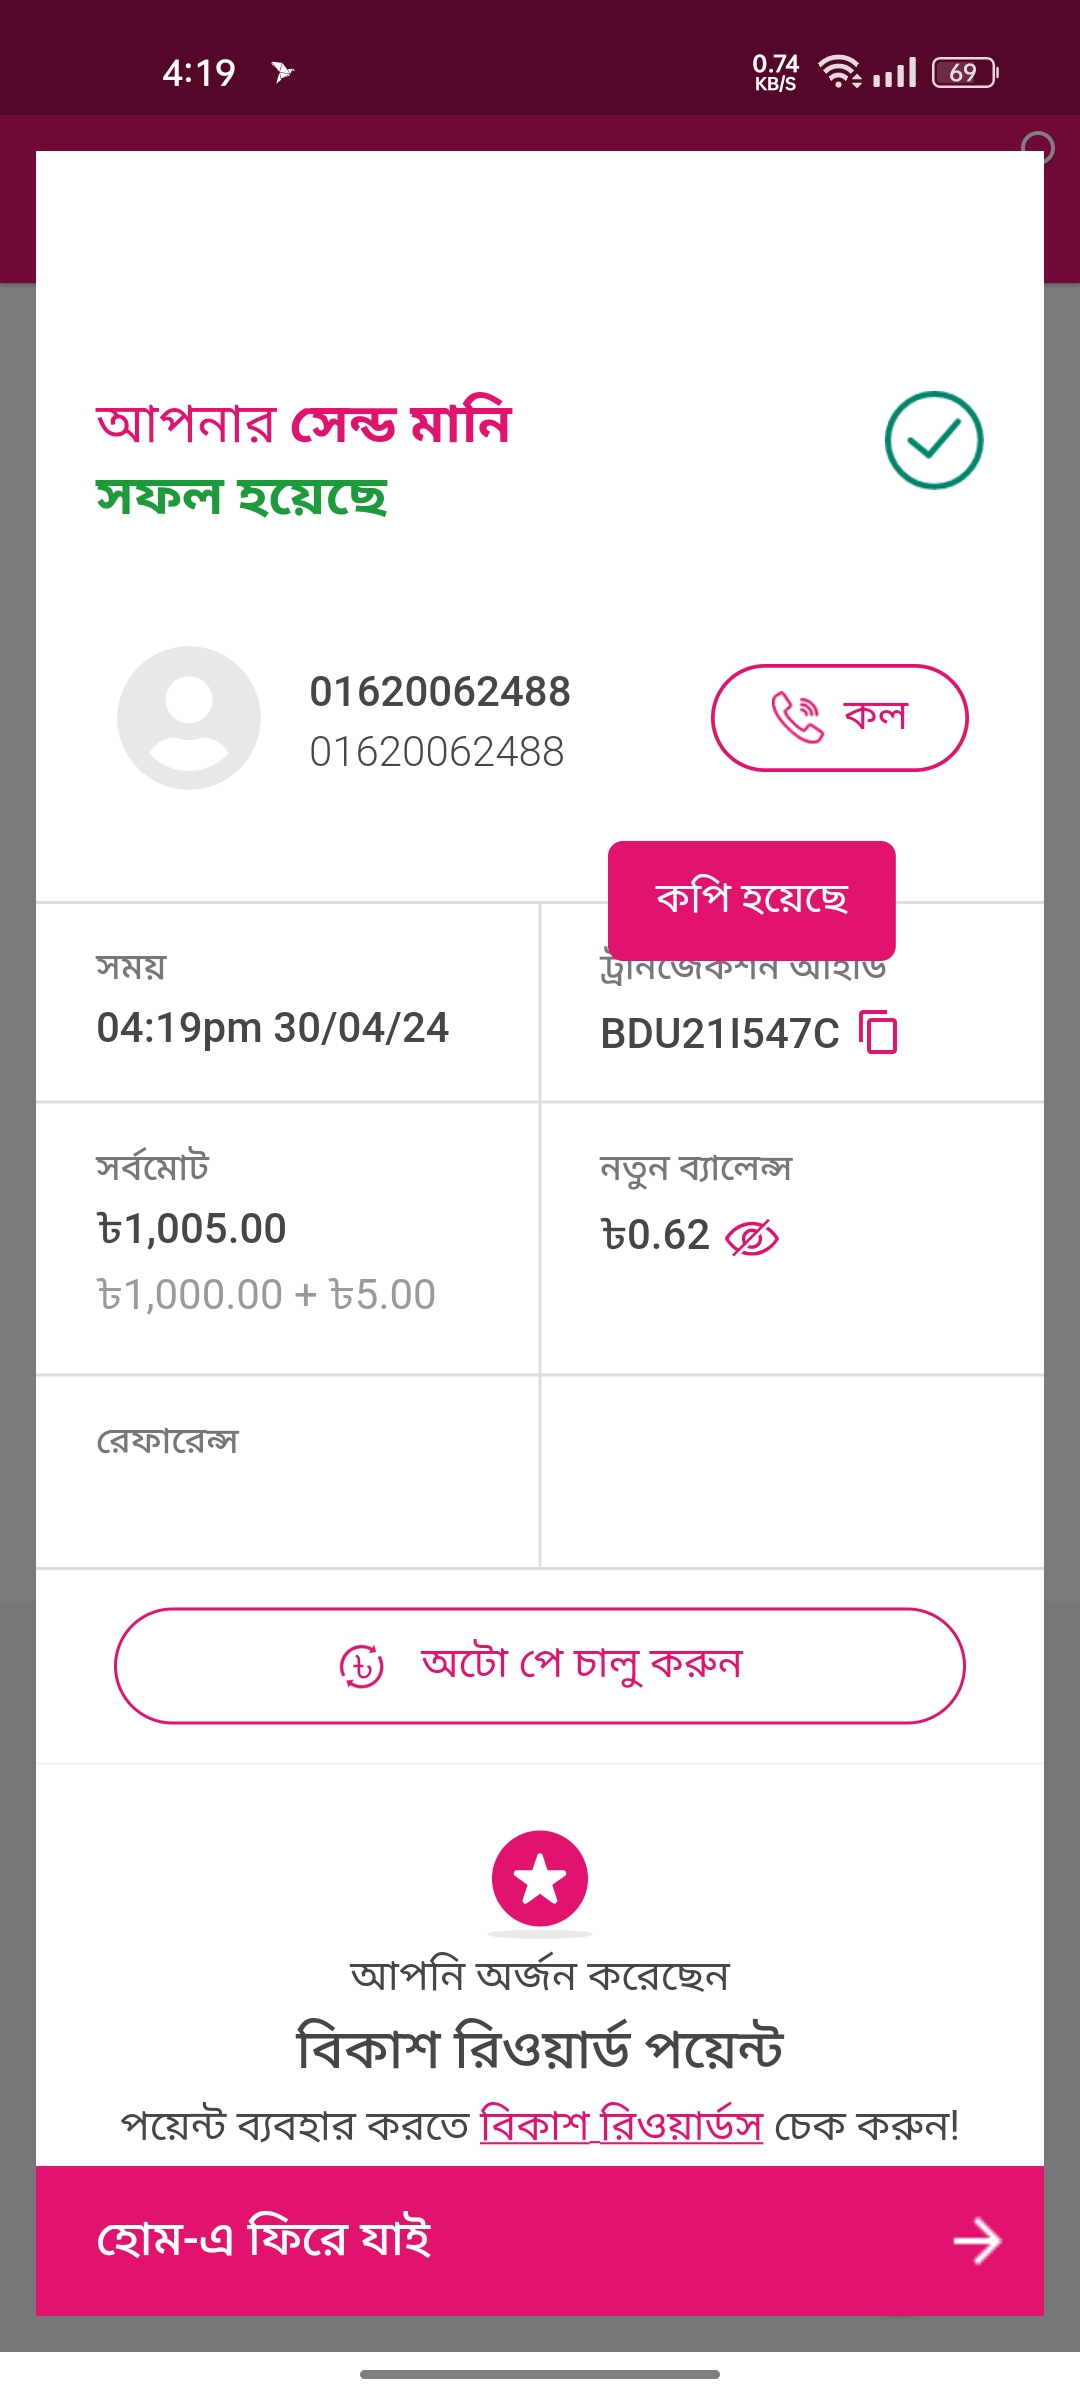 4:19
0.74
KB/S
69
আপনার সেন্ড মানি
সফল হয়েছে
01620062488
01620062488
কল
কপি হয়েছে
সময়
ট্রানজেকশন আইডি
04:19pm 30/04/24
BDU21I547C
সর্বমোট
নতুন ব্যালেন্স
৳1,005.00
৳0.62
৳1,000.00 + ৳5.00
রেফারেন্স
অটো পে চালু করুন
আপনি অর্জন করেছেন
বিকাশ রিওয়ার্ড পয়েন্ট
পয়েন্ট ব্যবহার করতে বিকাশ রিওয়ার্ডস চেক করুন!
হোম-এ ফিরে যাই